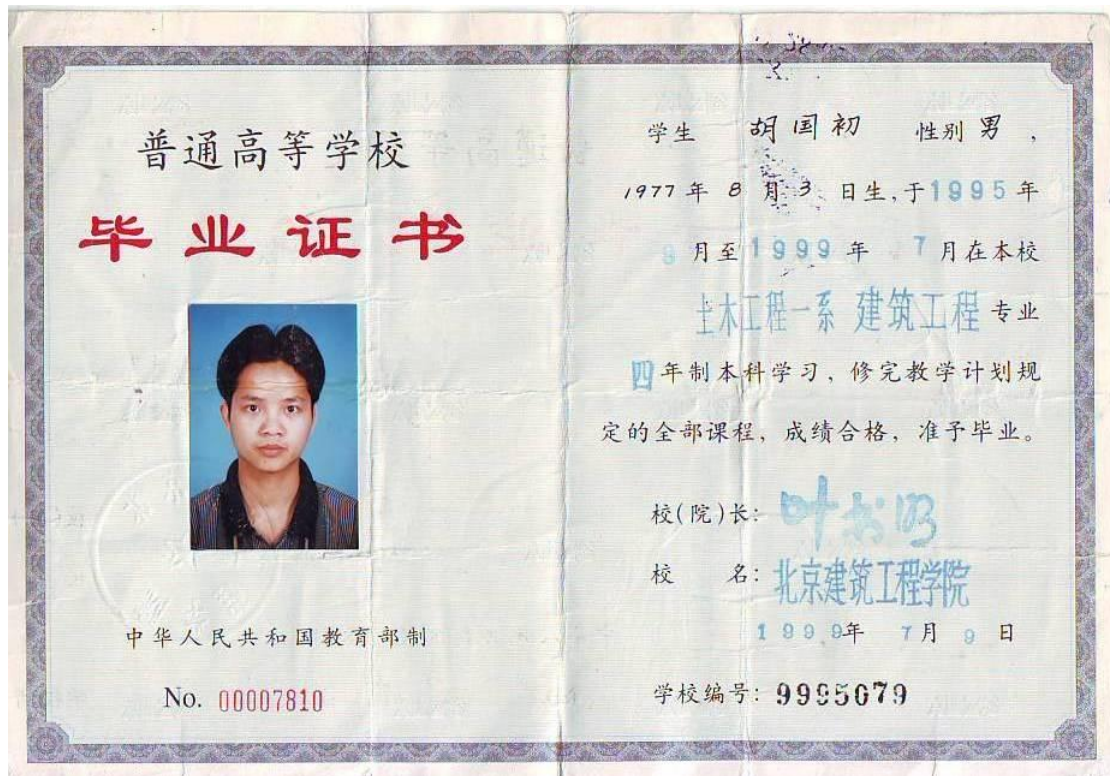 普通高等学校
毕业证书
中华人民共和国教育部制
No. 00007810
学生 胡国初 性别 男,
1977年8月3日生,于1995年
9月至1999年7月在本校
土木工程一系 建筑工程 专业
四年制本科学习,修完教学计划规
定的全部课程,成绩合格,准予毕业。
校(院)长: 叶书明
校 名: 北京建筑工程学院
1999年7月9日
学校编号: 9995079